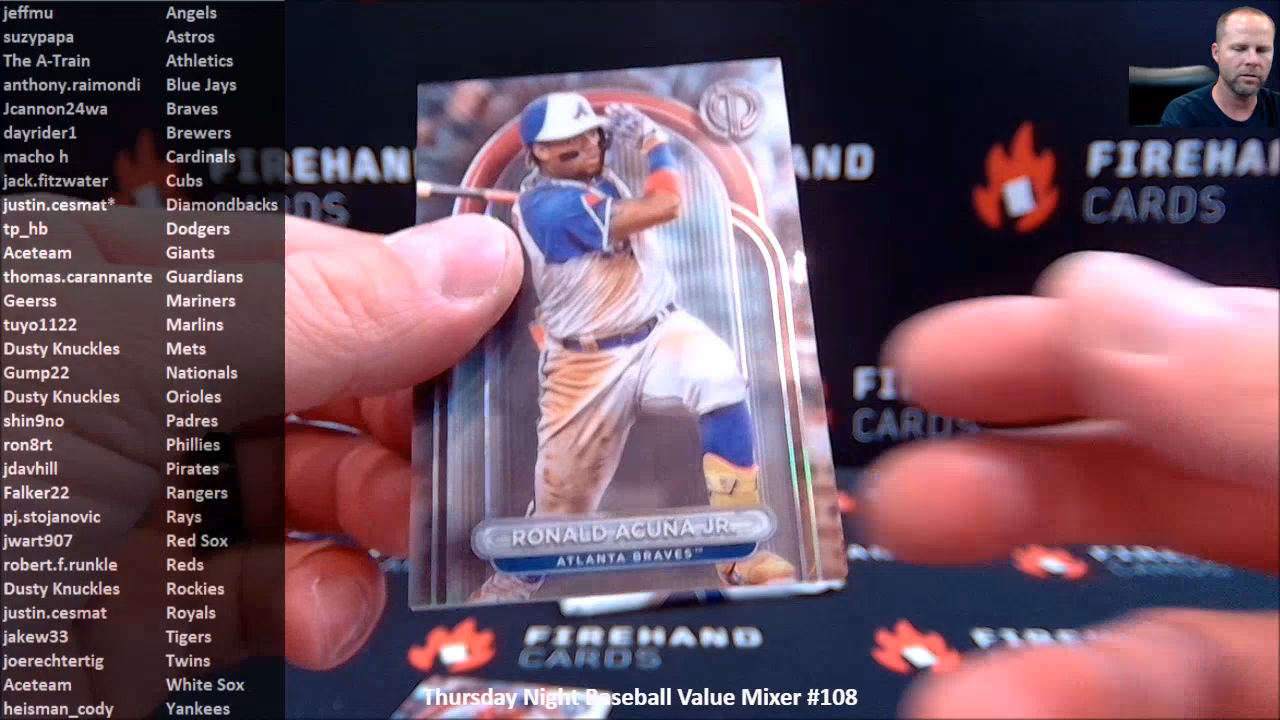 jeffmu Angels
suzypapa Astros
The A-Train Athletics
anthony.raimondi Blue Jays
Jcannon24wa Braves
dayrider1 Brewers
macho h Cardinals
jack.fitzwater Cubs
justin.cesmat* Diamondbacks
tp_hb Dodgers
Aceteam Giants
thomas.carannante Guardians
Geerss Mariners
tuyo1122 Marlins
Dusty Knuckles Mets
Gump22 Nationals
Dusty Knuckles Orioles
shin9no Padres
ron8rt Phillies
jdavhill Pirates
Falker22 Rangers
pj.stojanovic Rays
jwart907 Red Sox
robert.f.runkle Reds
Dusty Knuckles Rockies
justin.cesmat Royals
jakew33 Tigers
joerechtertig Twins
Aceteam White Sox
heisman_cody Yankees
FIREHAND
CARDS
RONALD ACUNA JR.
ATLANTA BRAVES™
FIREHAND
CARDS
Thursday Night Baseball Value Mixer #108